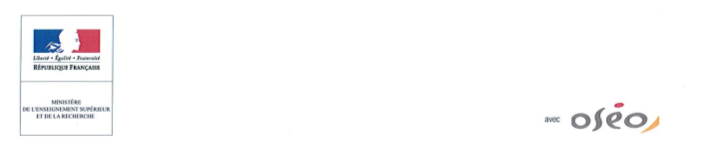 Liberté • Égalité • Fraternité
RÉPUBLIQUE FRANÇAISE
MINISTÈRE
DE L'ENSEIGNEMENT SUPÉRIEUR
ET DE LA RECHERCHE
avec oséo